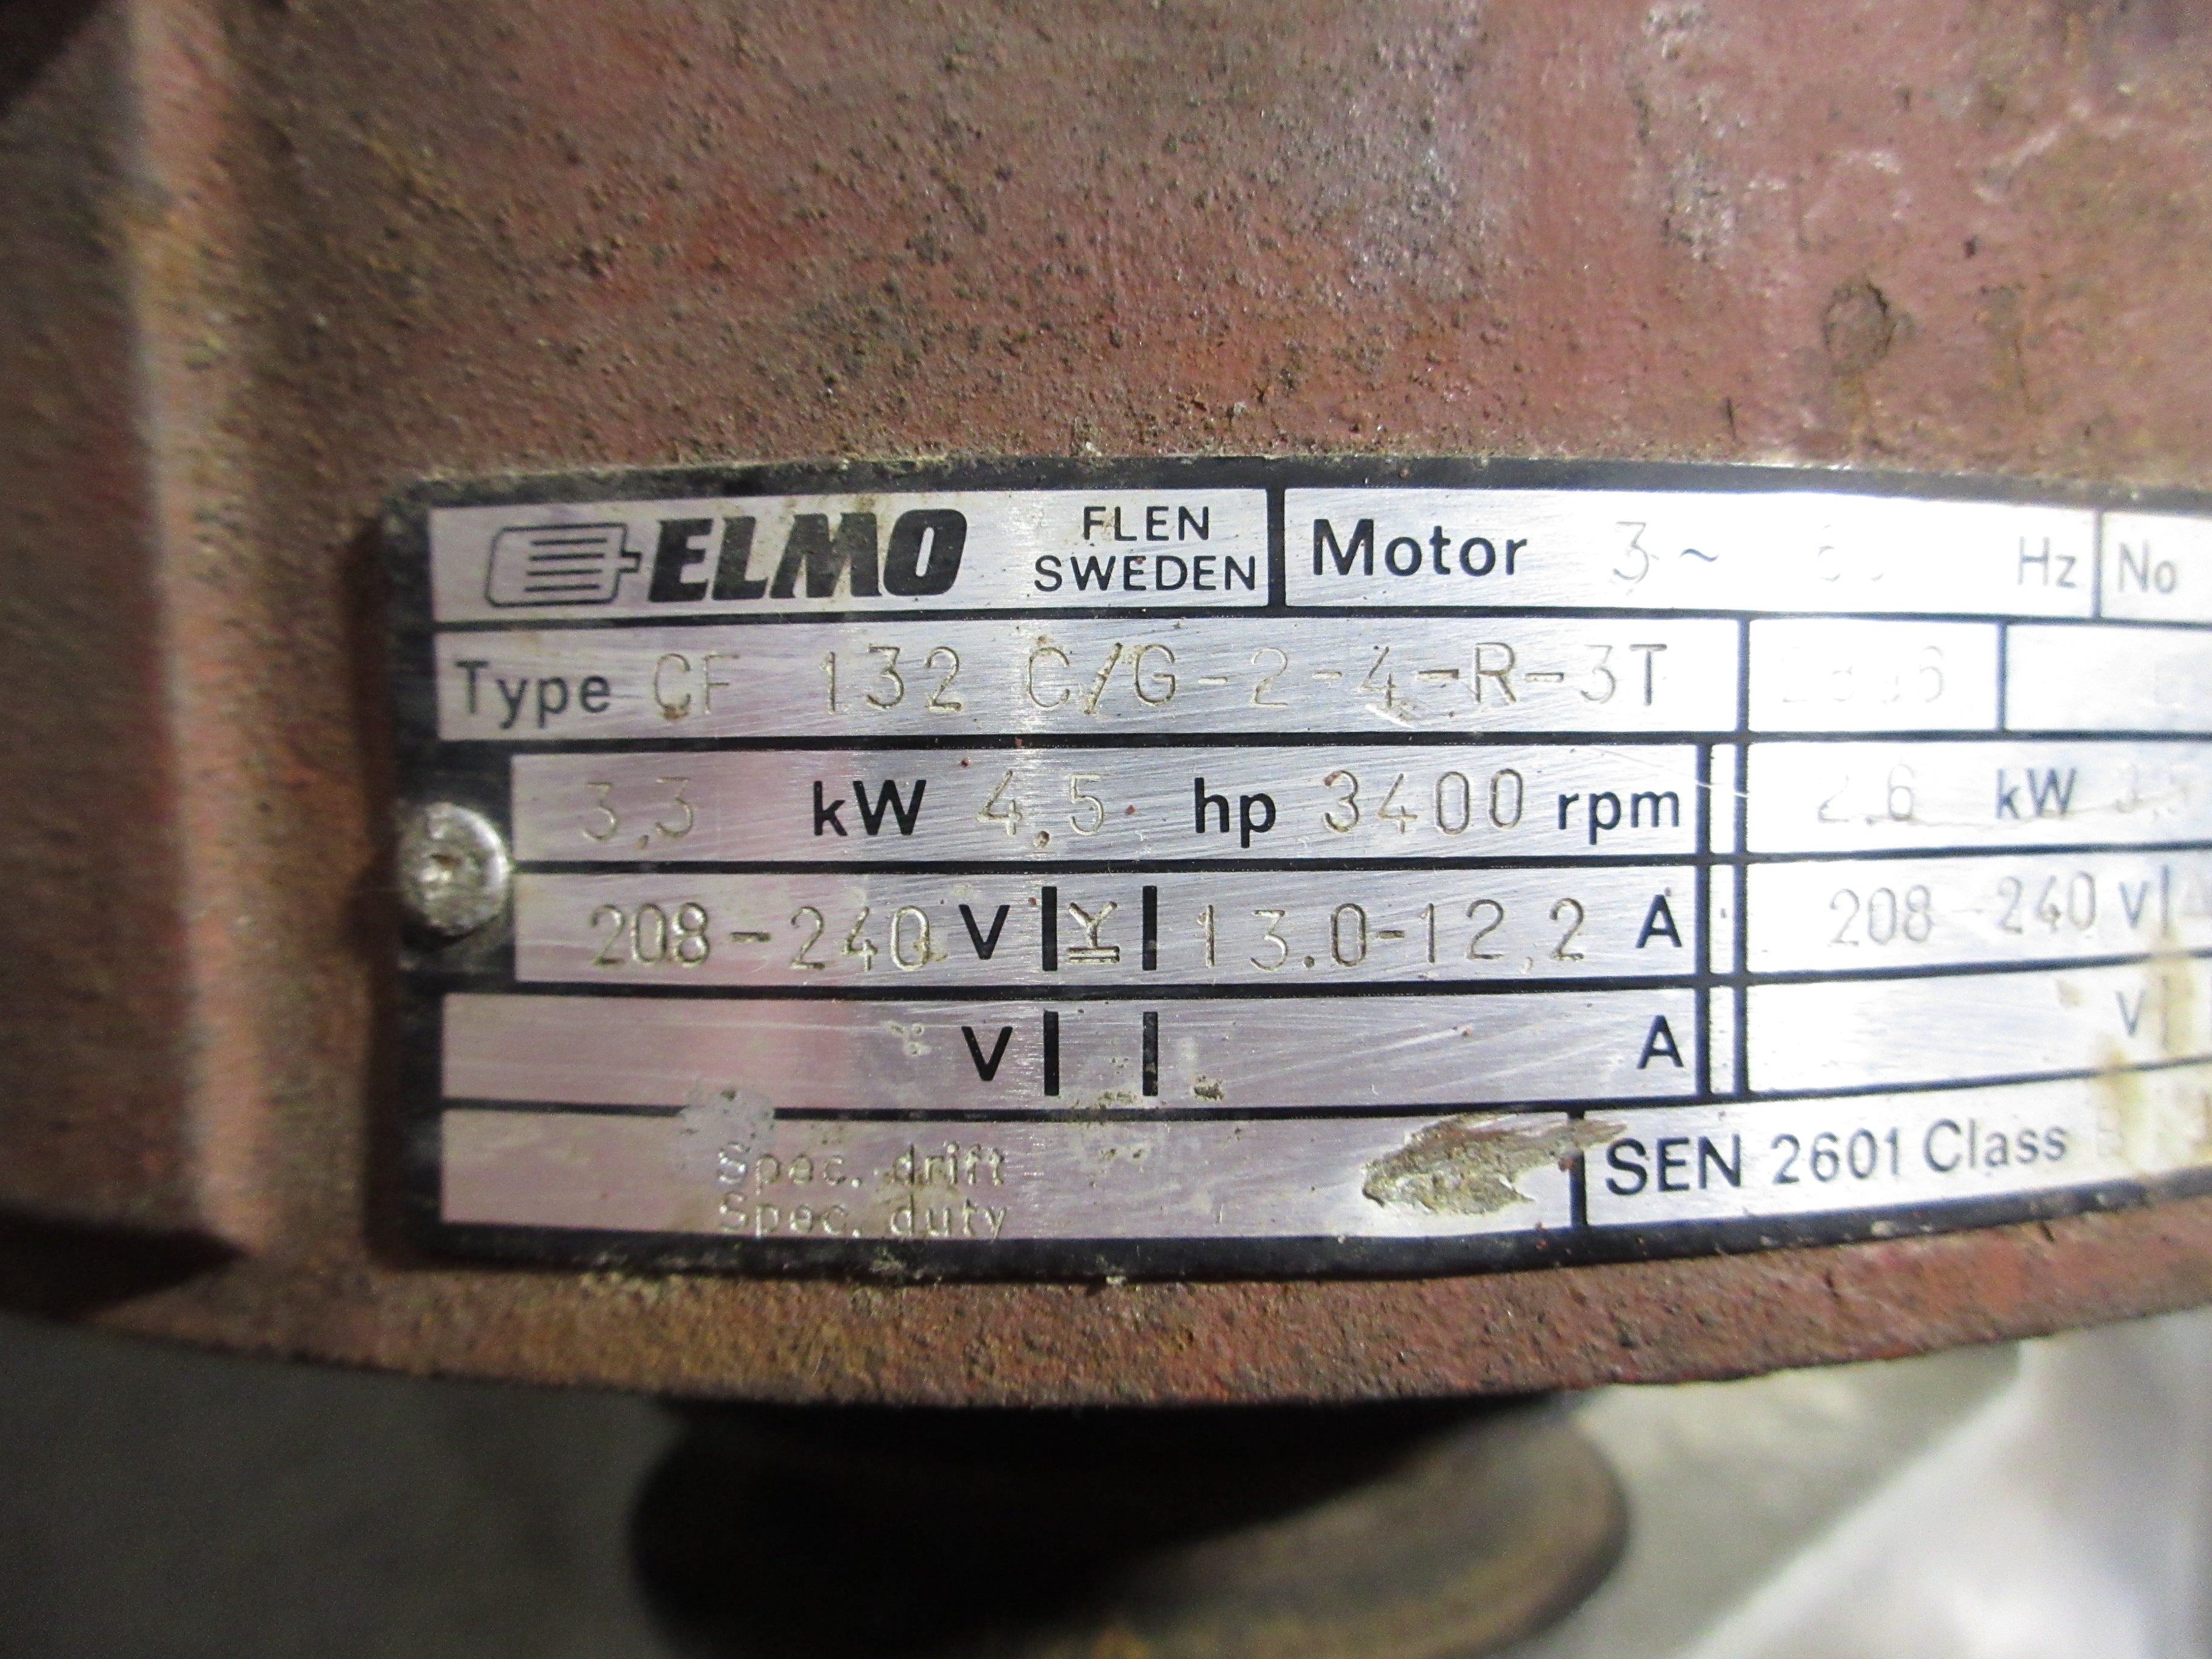 ELMO FLEN SWEDEN Motor 3~ Hz No
Type CF 132 C/G-2-4-R-3T
3,3 kW 4,5 hp 3400 rpm 2,6 kW 3,5
208-240 V 13.0-12,2 A 208-240 V
V A V
Spec. drift
Spec. duty
SEN 2601 Class